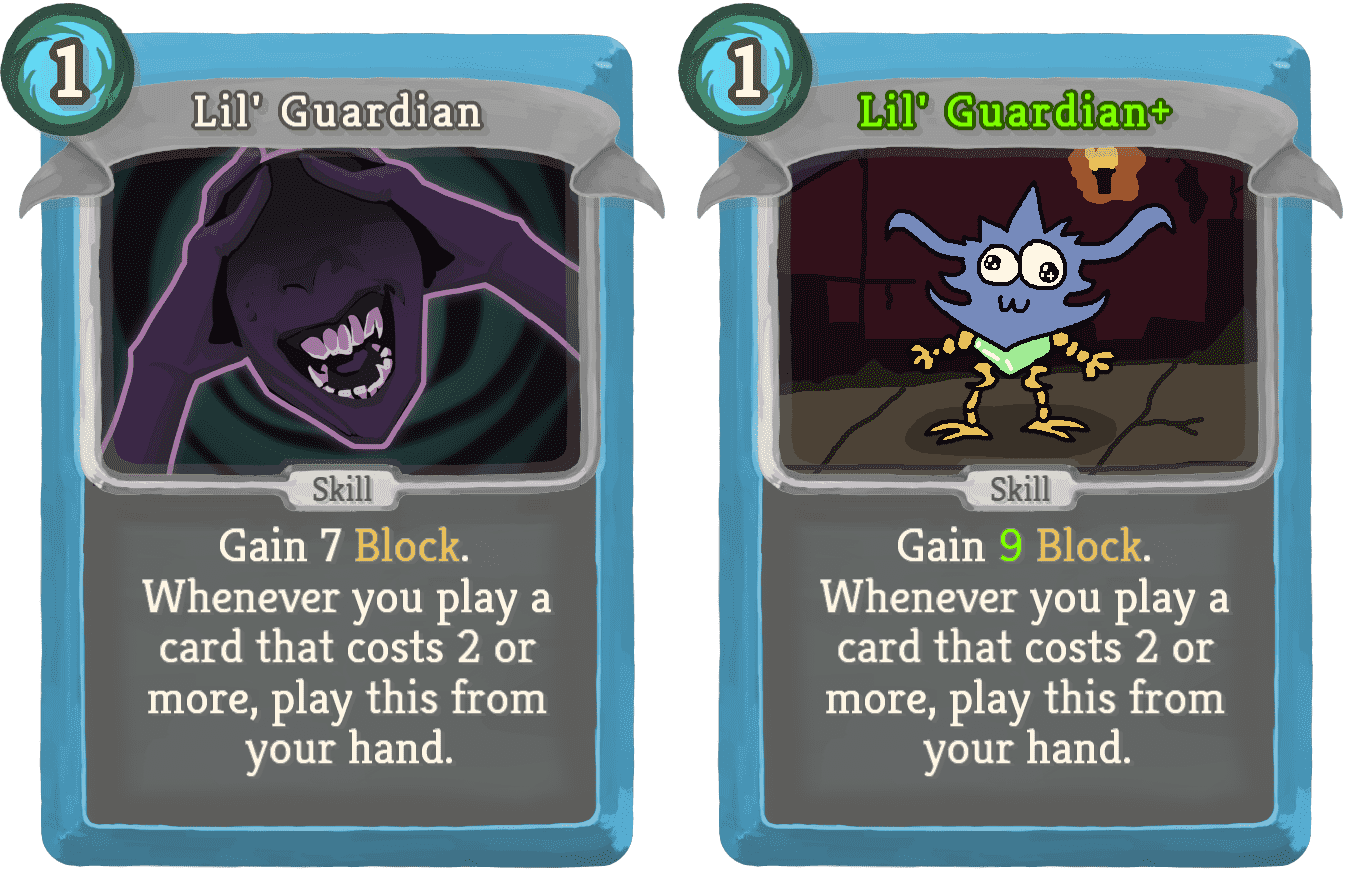 1
Lil' Guardian
Skill
Gain 7 Block.
Whenever you play a
card that costs 2 or
more, play this from
your hand.
1
Lil' Guardian+
Skill
Gain 9 Block.
Whenever you play a
card that costs 2 or
more, play this from
your hand.